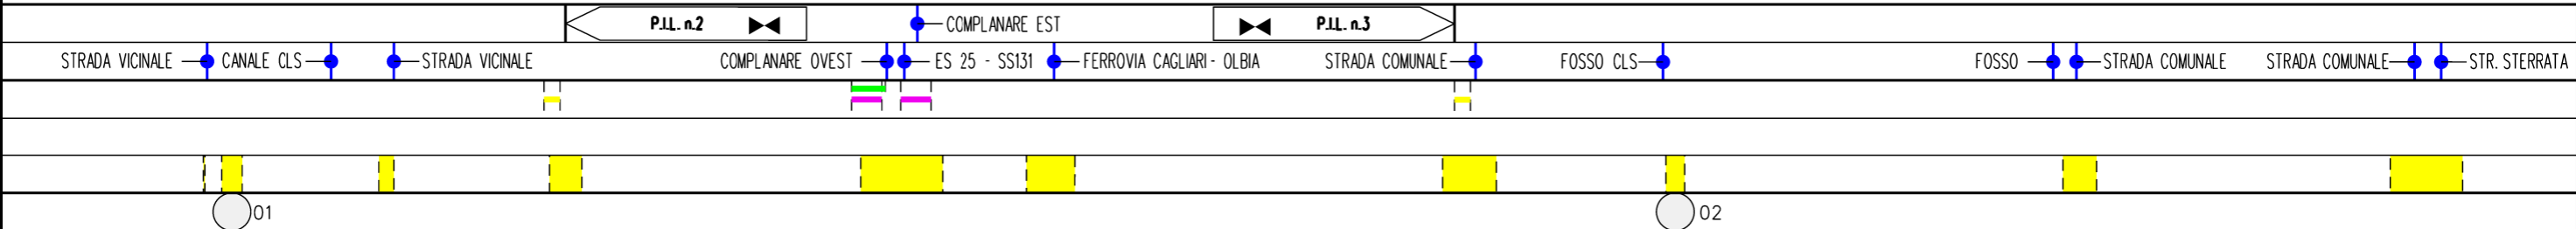 P.I.L. n.2 COMPLANARE EST P.I.L. n.3
STRADA VICINALE CANALE CLS STRADA VICINALE COMPLANARE OVEST ES 25 - SS131 FERROVIA CAGLIARI - OLBIA STRADA COMUNALE FOSSO CLS FOSSO STRADA COMUNALE STRADA COMUNALE STR. STERRATA
01 02